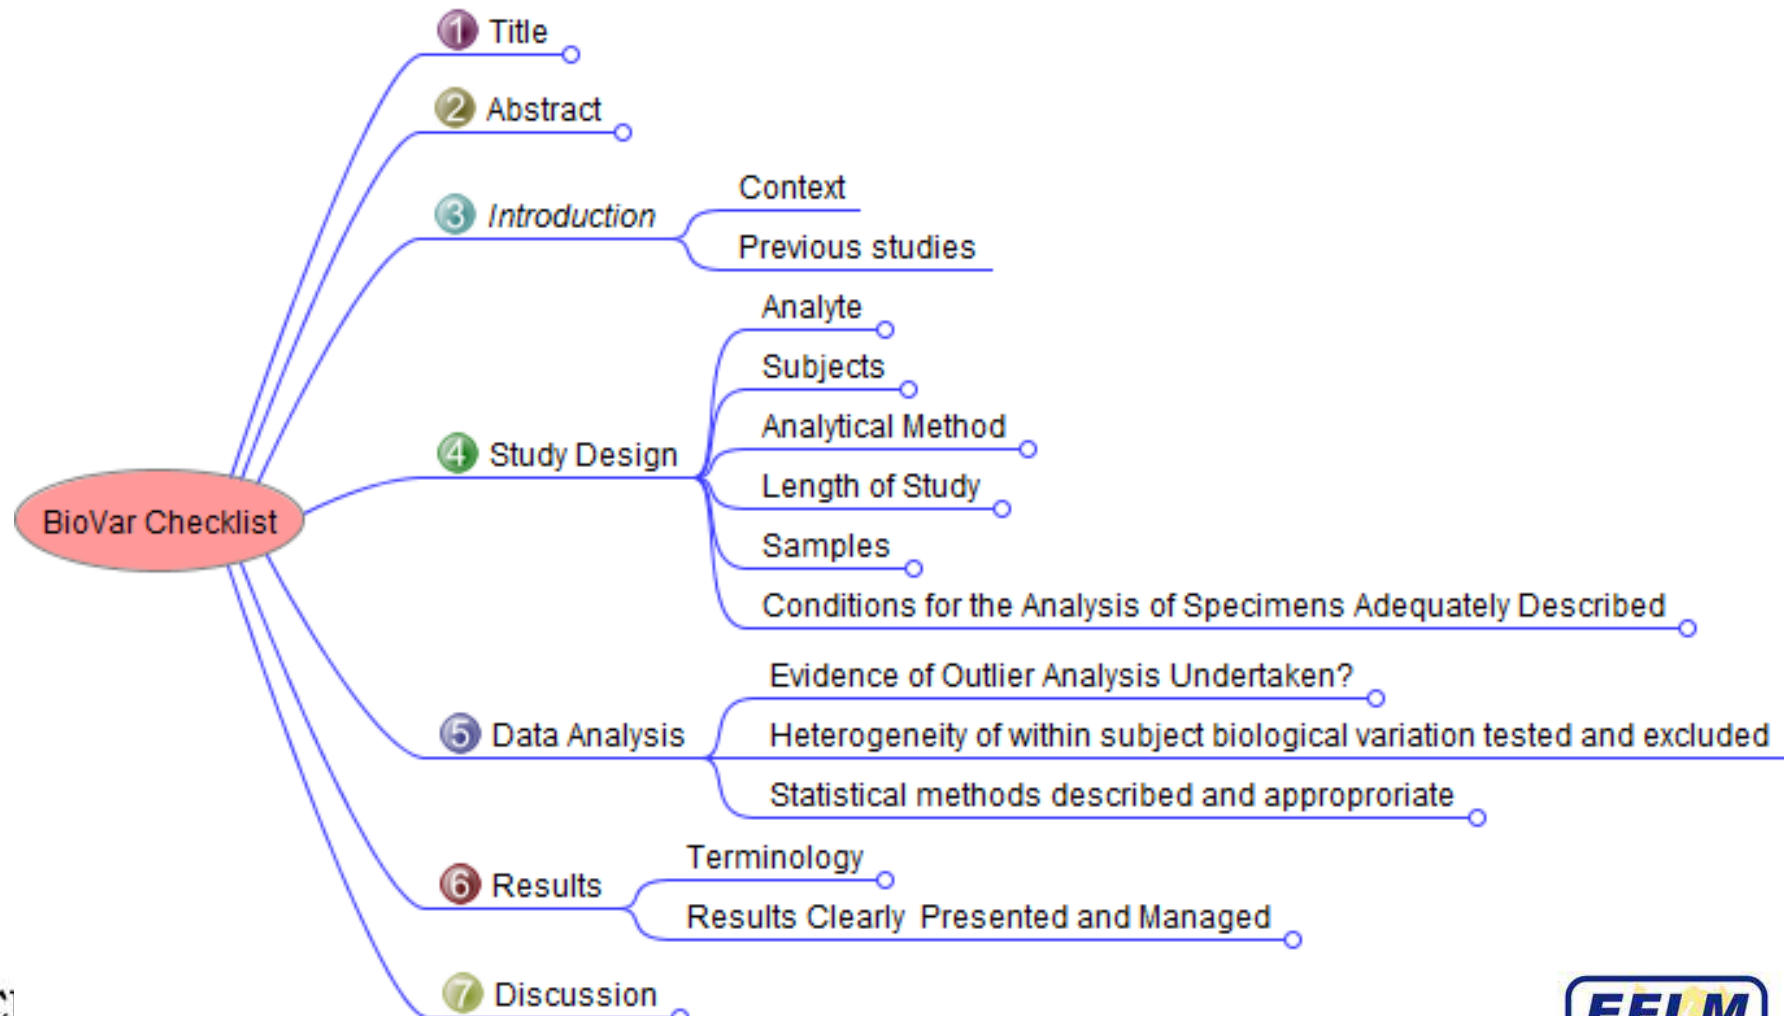 1 Title
2 Abstract
3 Introduction
Context
Previous studies
4 Study Design
Analyte
Subjects
Analytical Method
Length of Study
Samples
Conditions for the Analysis of Specimens Adequately Described
BioVar Checklist
5 Data Analysis
Evidence of Outlier Analysis Undertaken?
Heterogeneity of within subject biological variation tested and excluded
Statistical methods described and approproriate
6 Results
Terminology
Results Clearly Presented and Managed
7 Discussion